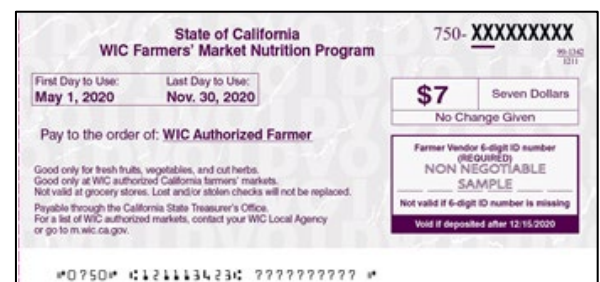 State of California
WIC Farmers' Market Nutrition Program
750- XXXXXXXXX
90-1342
1211
First Day to Use:
May 1, 2020
Last Day to Use:
Nov. 30, 2020
$7
Seven Dollars
No Change Given
Pay to the order of: WIC Authorized Farmer
Farmer Vendor 6-digit ID number
(REQUIRED)
NON NEGOTIABLE
SAMPLE
Not valid if 6-digit ID number is missing
Void if deposited after 12/15/2020
Good only for fresh fruits, vegetables, and cut herbs.
Good only at WIC authorized California farmers' markets.
Not valid at grocery stores. Lost and/or stolen checks will not be replaced.
Payable through the California State Treasurer's Office.
For a list of WIC authorized markets, contact your WIC Local Agency
or go to m.wic.ca.gov.
⑈0750⑈ ⑆121113423⑆ ?????????? ⑈